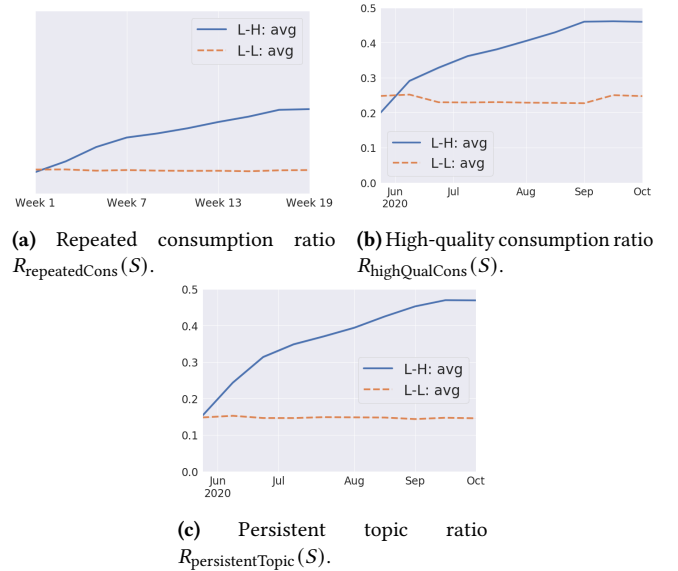 L-H: avg
L-L: avg
Week 1 Week 7 Week 13 Week 19
(a) Repeated consumption ratio
R_repeatedCons(S).
0.5
0.4
0.3
0.2
0.1
0.0
L-H: avg
L-L: avg
Jun Jul Aug Sep Oct
2020
(b) High-quality consumption ratio
R_highQualCons(S).
0.5
0.4
0.3
0.2
0.1
0.0
L-H: avg
L-L: avg
Jun Jul Aug Sep Oct
2020
(c) Persistent topic ratio
R_persistentTopic(S).